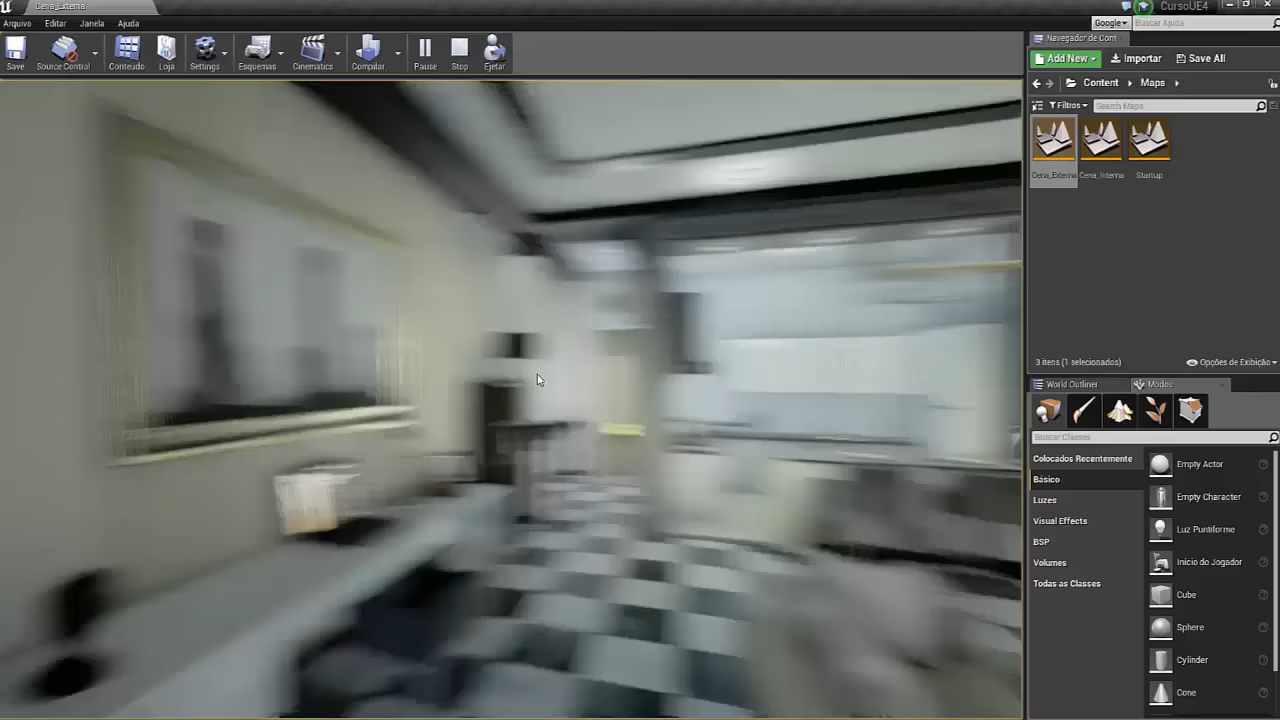 Cena_Externa
CursoUE4
Arquivo Editar Janela Ajuda
Google
Buscar Ajuda
Save
Source Control
Conteúdo
Loja
Settings
Esquemas
Cinematics
Compilar
Pause
Stop
Ejetar
Navegador de Cont
Add New
Importar
Save All
Content
Maps
Filtros
Search Maps
Cena_Externa
Cena_Interna
Startup
3 itens (1 selecionados)
Opções de Exibição
World Outliner
Modos
Buscar Classes
Colocados Recentemente
Básico
Luzes
Visual Effects
BSP
Volumes
Todas as Classes
Empty Actor
Empty Character
Luz Puntiforme
Início do Jogador
Cube
Sphere
Cylinder
Cone